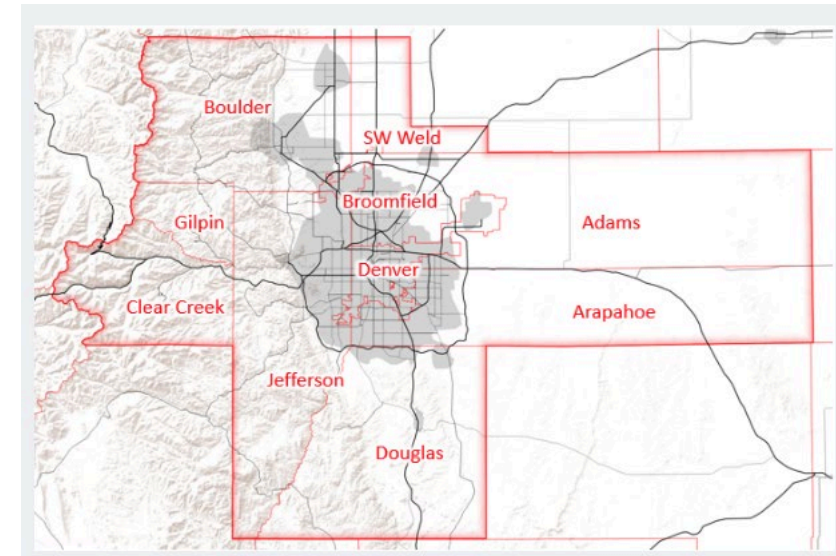 Boulder
SW Weld
Broomfield
Gilpin
Adams
Denver
Clear Creek
Arapahoe
Jefferson
Douglas